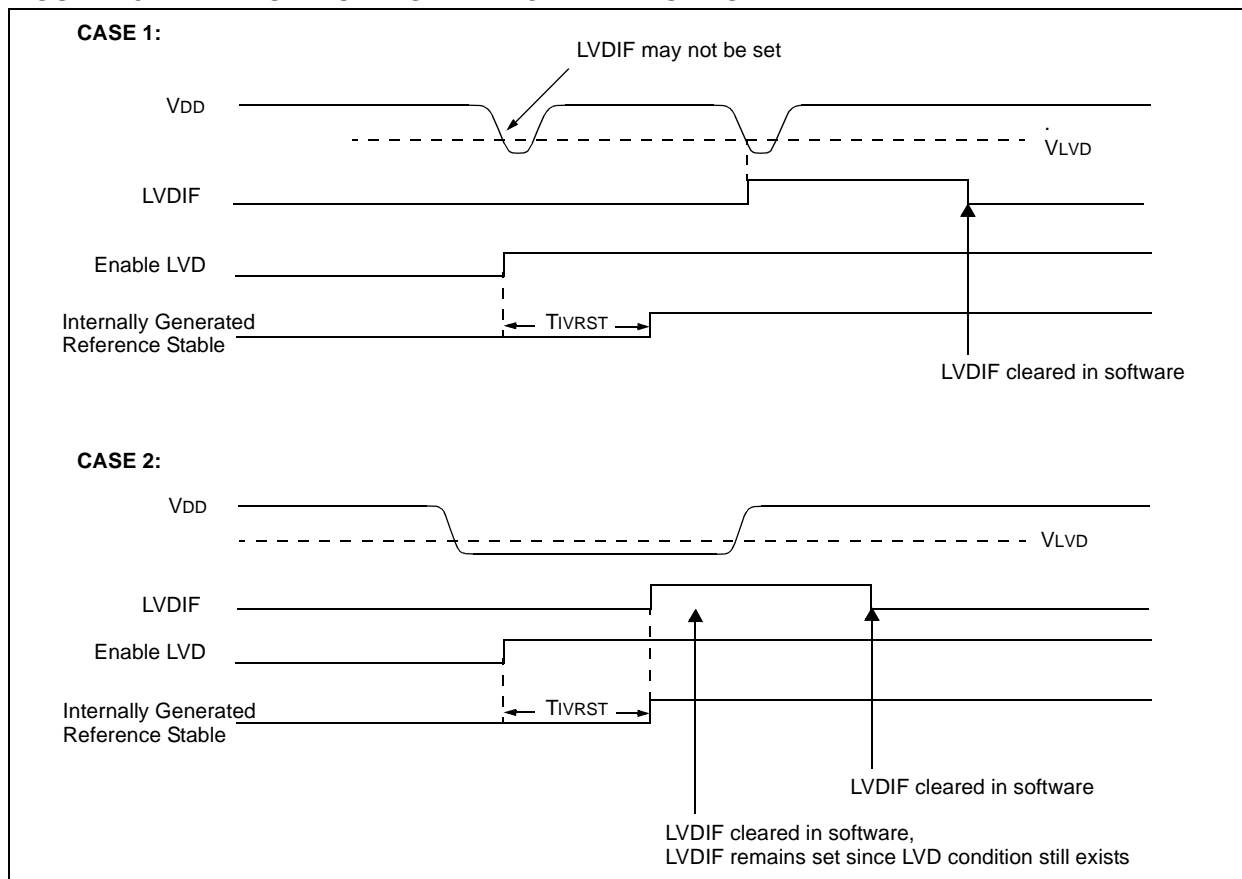 CASE 1:
LVDIF may not be set
VDD
.
VLVD
LVDIF
Enable LVD
TIVRST
Internally Generated
Reference Stable
LVDIF cleared in software
CASE 2:
VDD
VLVD
LVDIF
Enable LVD
TIVRST
Internally Generated
Reference Stable
LVDIF cleared in software
LVDIF cleared in software,
LVDIF remains set since LVD condition still exists